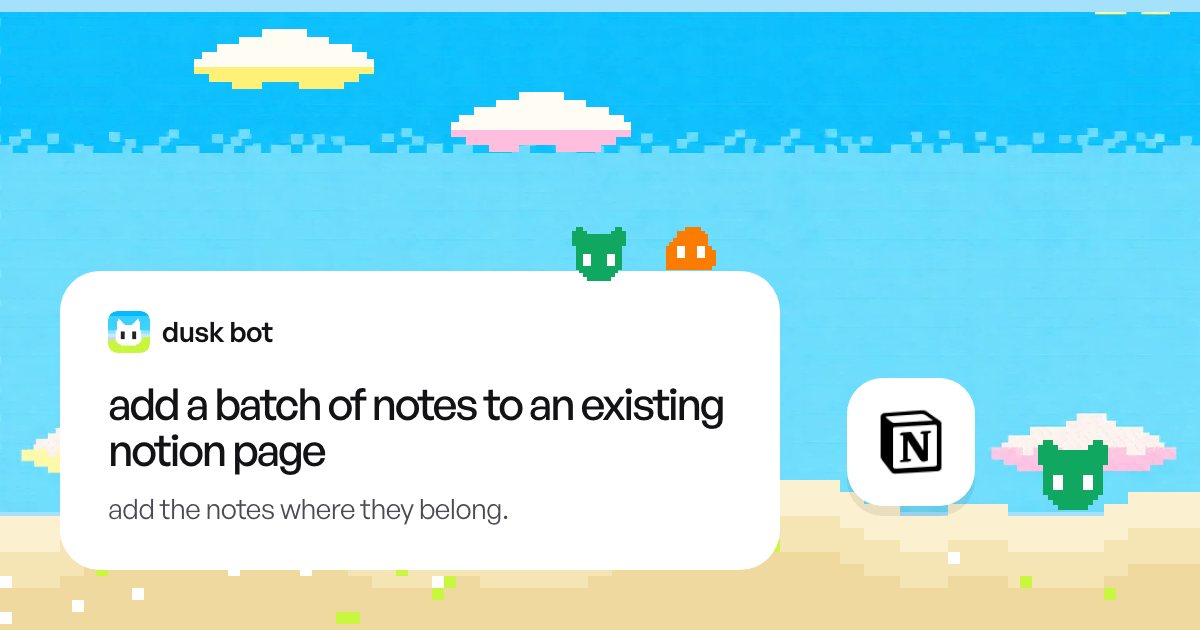 dusk bot
add a batch of notes to an existing
notion page
add the notes where they belong.
N